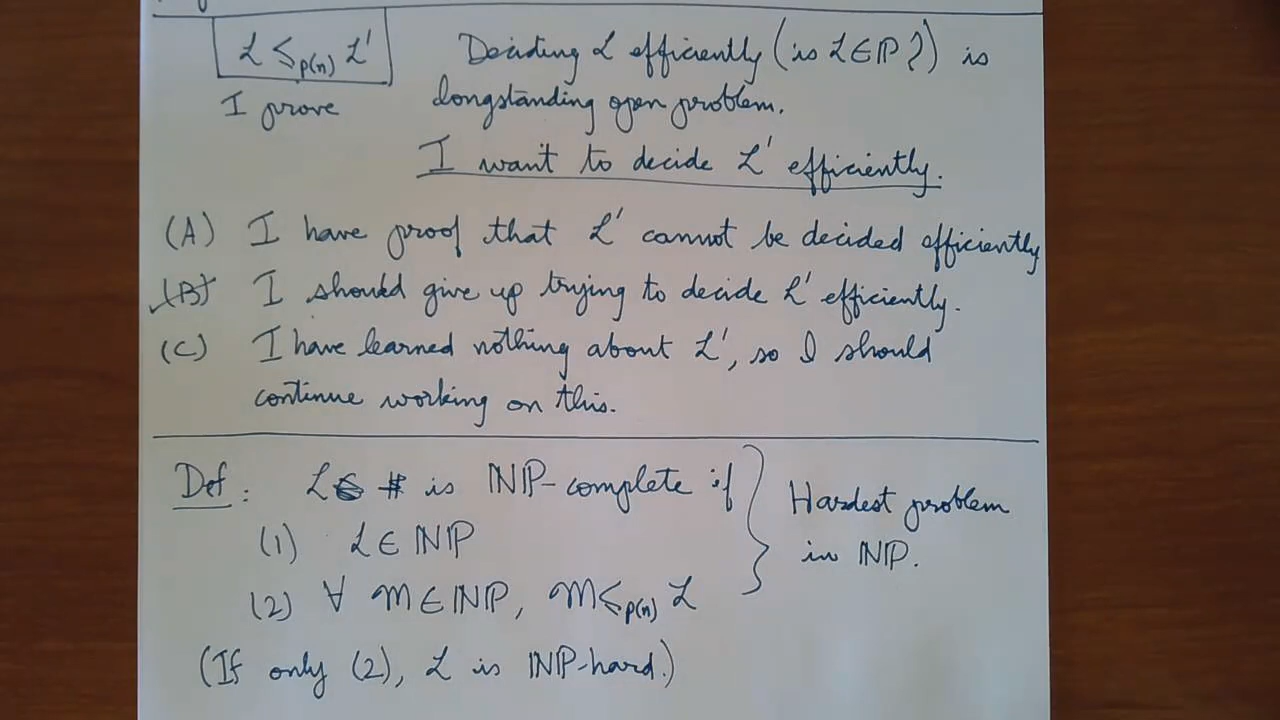 L ≤p(n) L' Deciding L efficiently (is L∈P?) is
I prove longstanding open problem.
I want to decide L' efficiently.
(A) I have proof that L' cannot be decided efficiently
(B) I should give up trying to decide L' efficiently.
(C) I have learned nothing about L', so I should
continue working on this.
Def: L is NP-complete if
(1) L∈NP
(2) ∀ M∈NP, M ≤p(n) L
Hardest problem
in NP.
(If only (2), L is NP-hard.)